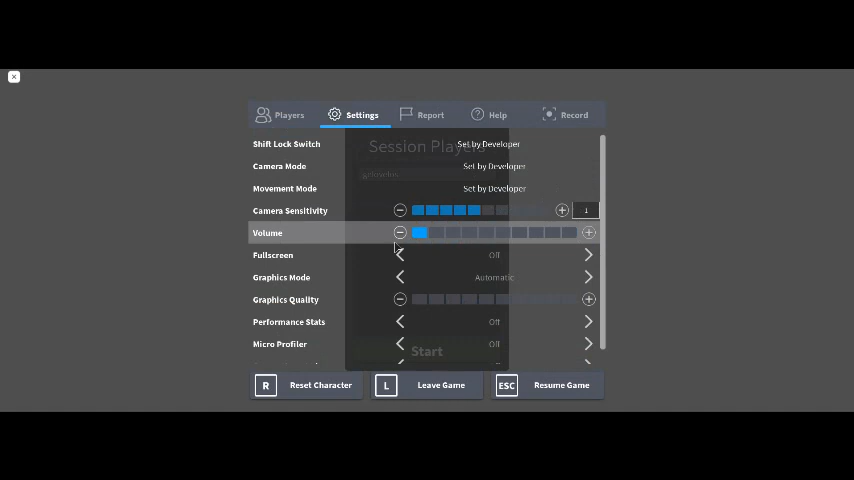 Players Settings Report Help Record
Session Players
Shift Lock Switch Set by Developer
Camera Mode Set by Developer
Movement Mode Set by Developer
Camera Sensitivity 1
Volume
Fullscreen Off
Graphics Mode Automatic
Graphics Quality
Performance Stats Off
Micro Profiler Off
Start
R Reset Character L Leave Game ESC Resume Game